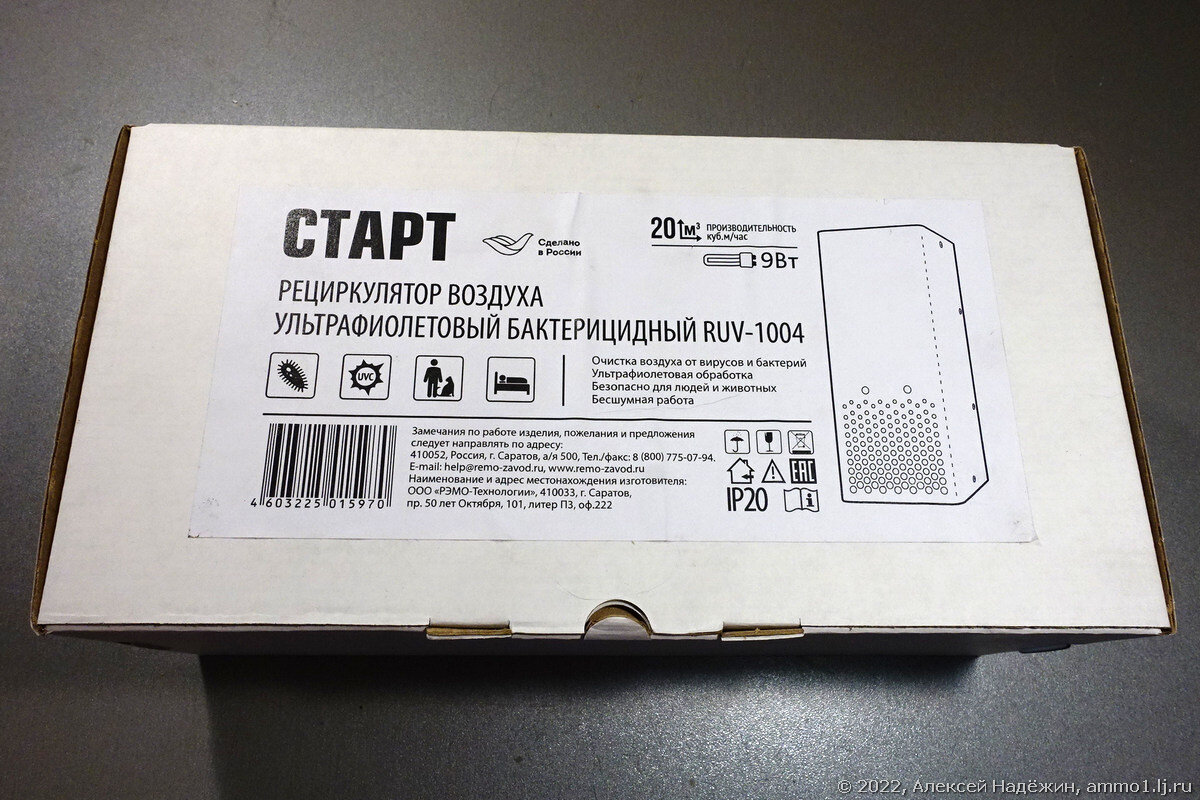 СТАРТ
Сделано
в России
20 м³ ПРОИЗВОДИТЕЛЬНОСТЬ
куб.м/час
9Вт
РЕЦИРКУЛЯТОР ВОЗДУХА
УЛЬТРАФИОЛЕТОВЫЙ БАКТЕРИЦИДНЫЙ RUV-1004
UVC
Очистка воздуха от вирусов и бактерий
Ультрафиолетовая обработка
Безопасно для людей и животных
Бесшумная работа
Замечания по работе изделия, пожелания и предложения
следует направлять по адресу:
410052, Россия, г. Саратов, а/я 500, Тел./факс: 8 (800) 775-07-94.
E-mail: help@remo-zavod.ru, www.remo-zavod.ru
Наименование и адрес местонахождения изготовителя:
ООО «РЭМО-Технологии», 410033, г. Саратов,
пр. 50 лет Октября, 101, литер П3, оф.222
4 603225 015970
EAC
IP20
© 2022, Алексей Надёжин, ammo1.lj.ru